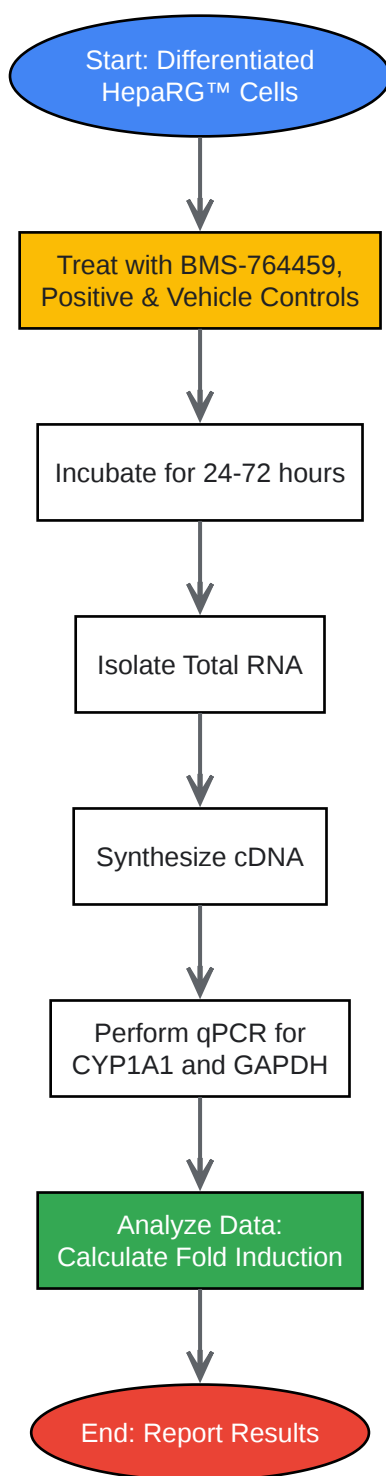 Start: Differentiated
HepaRG™ Cells
Treat with BMS-764459,
Positive & Vehicle Controls
Incubate for 24-72 hours
Isolate Total RNA
Synthesize cDNA
Perform qPCR for
CYP1A1 and GAPDH
Analyze Data:
Calculate Fold Induction
End: Report Results